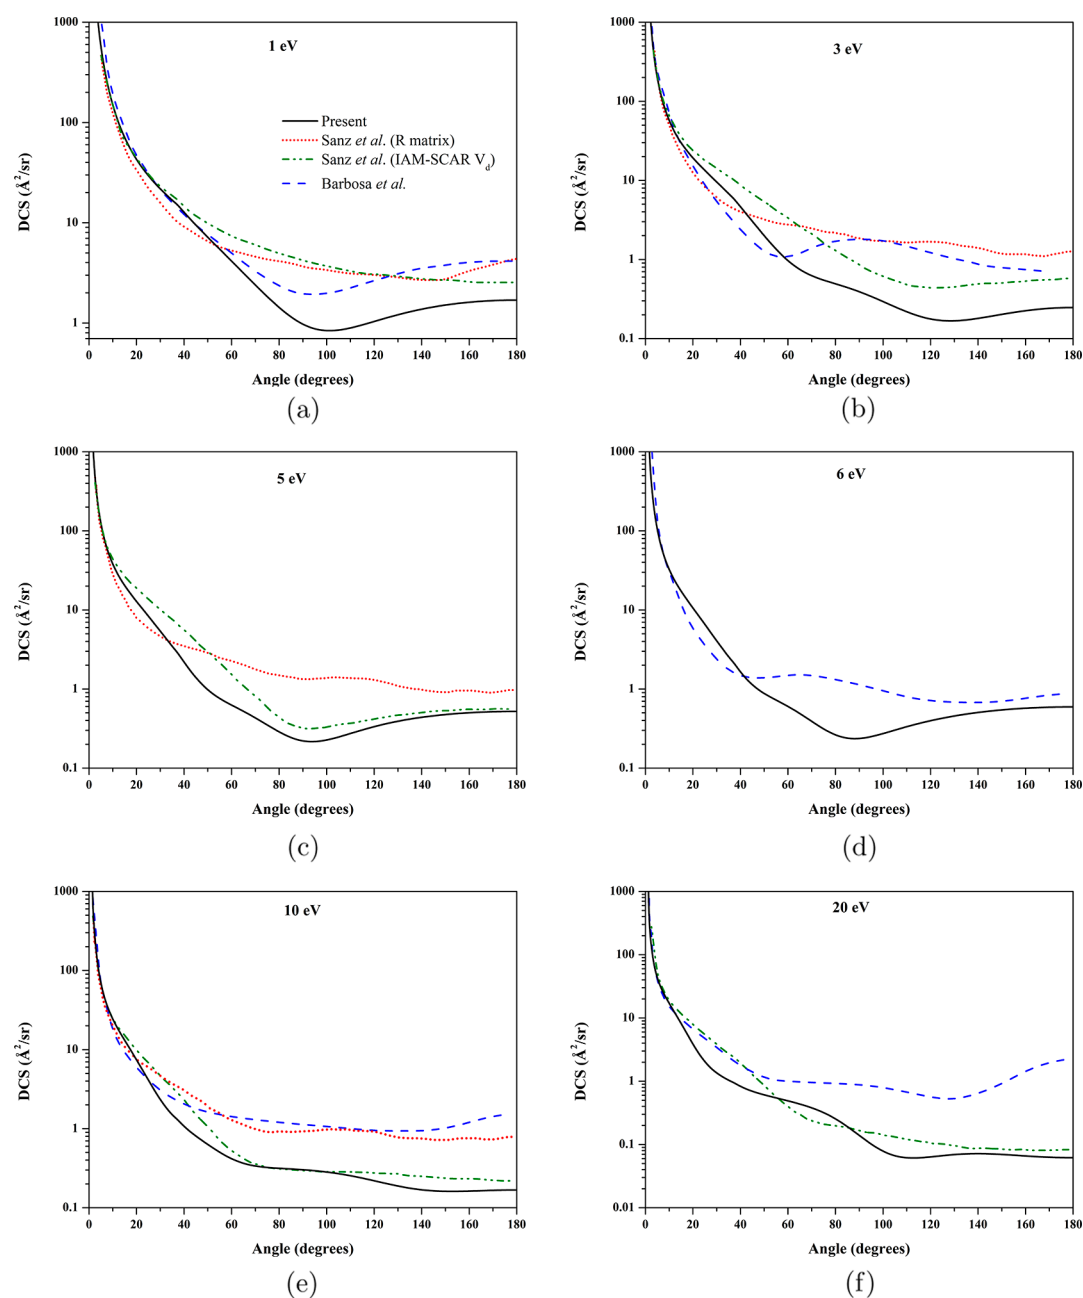 1000
100
10
1
DCS (Å²/sr)
1 eV
Present
Sanz et al. (R matrix)
Sanz et al. (IAM-SCAR Vd)
Barbosa et al.
0 20 40 60 80 100 120 140 160 180
Angle (degrees)
(a)
1000
100
10
1
0.1
DCS (Å²/sr)
3 eV
0 20 40 60 80 100 120 140 160 180
Angle (degrees)
(b)
1000
100
10
1
0.1
DCS (Å²/sr)
5 eV
0 20 40 60 80 100 120 140 160 180
Angle (degrees)
(c)
1000
100
10
1
0.1
DCS (Å²/sr)
6 eV
0 20 40 60 80 100 120 140 160 180
Angle (degrees)
(d)
1000
100
10
1
0.1
DCS (Å²/sr)
10 eV
0 20 40 60 80 100 120 140 160 180
Angle (degrees)
(e)
1000
100
10
1
0.1
0.01
DCS (Å²/sr)
20 eV
0 20 40 60 80 100 120 140 160 180
Angle (degrees)
(f)